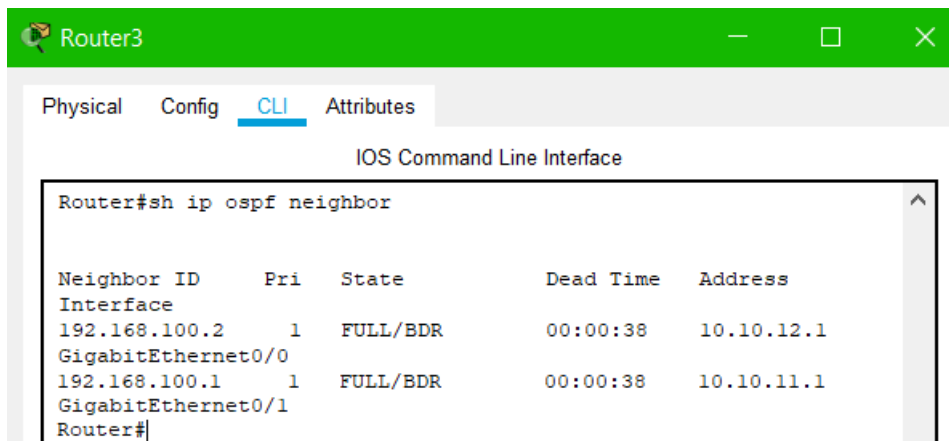 Router3
Physical Config CLI Attributes
IOS Command Line Interface
Router#sh ip ospf neighbor
Neighbor ID Pri State Dead Time Address
Interface
192.168.100.2 1 FULL/BDR 00:00:38 10.10.12.1
GigabitEthernet0/0
192.168.100.1 1 FULL/BDR 00:00:38 10.10.11.1
GigabitEthernet0/1
Router#